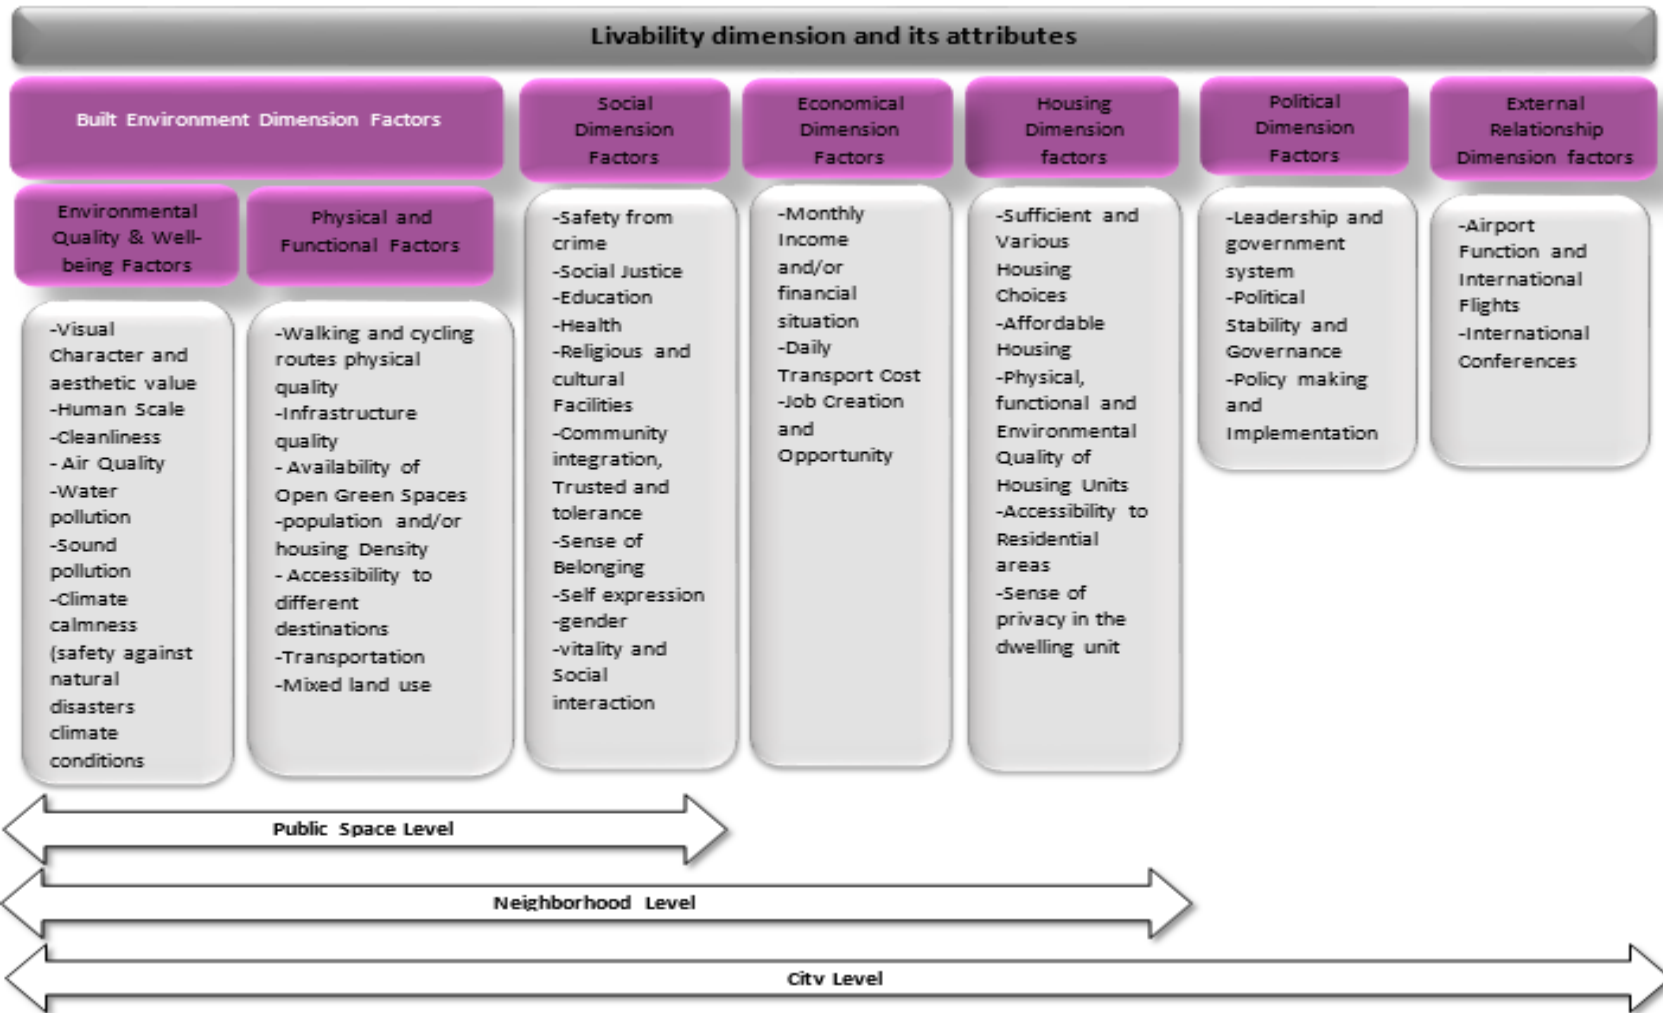 Livability dimension and its attributes
Built Environment Dimension Factors
Environmental
Quality & Well-
being Factors
-Visual
Character and
aesthetic value
-Human Scale
-Cleanliness
- Air Quality
-Water
pollution
-Sound
pollution
-Climate
calmness
(safety against
natural
disasters
climate
conditions
Physical and
Functional Factors
-Walking and cycling
routes physical
quality
-Infrastructure
quality
- Availability of
Open Green Spaces
-population and/or
housing Density
- Accessibility to
different
destinations
-Transportation
-Mixed land use
Social
Dimension
Factors
-Safety from
crime
-Social Justice
-Education
-Health
-Religious and
cultural
Facilities
-Community
integration,
Trusted and
tolerance
-Sense of
Belonging
-Self expression
-gender
-vitality and
Social
interaction
Economical
Dimension
Factors
-Monthly
Income
and/or
financial
situation
-Daily
Transport Cost
-Job Creation
and
Opportunity
Housing
Dimension
factors
-Sufficient and
Various
Housing
Choices
-Affordable
Housing
-Physical,
functional and
Environmental
Quality of
Housing Units
-Accessibility to
Residential
areas
-Sense of
privacy in the
dwelling unit
Political
Dimension
Factors
-Leadership and
government
system
-Political
Stability and
Governance
-Policy making
and
Implementation
External
Relationship
Dimension factors
-Airport
Function and
International
Flights
-International
Conferences
Public Space Level
Neighborhood Level
City Level